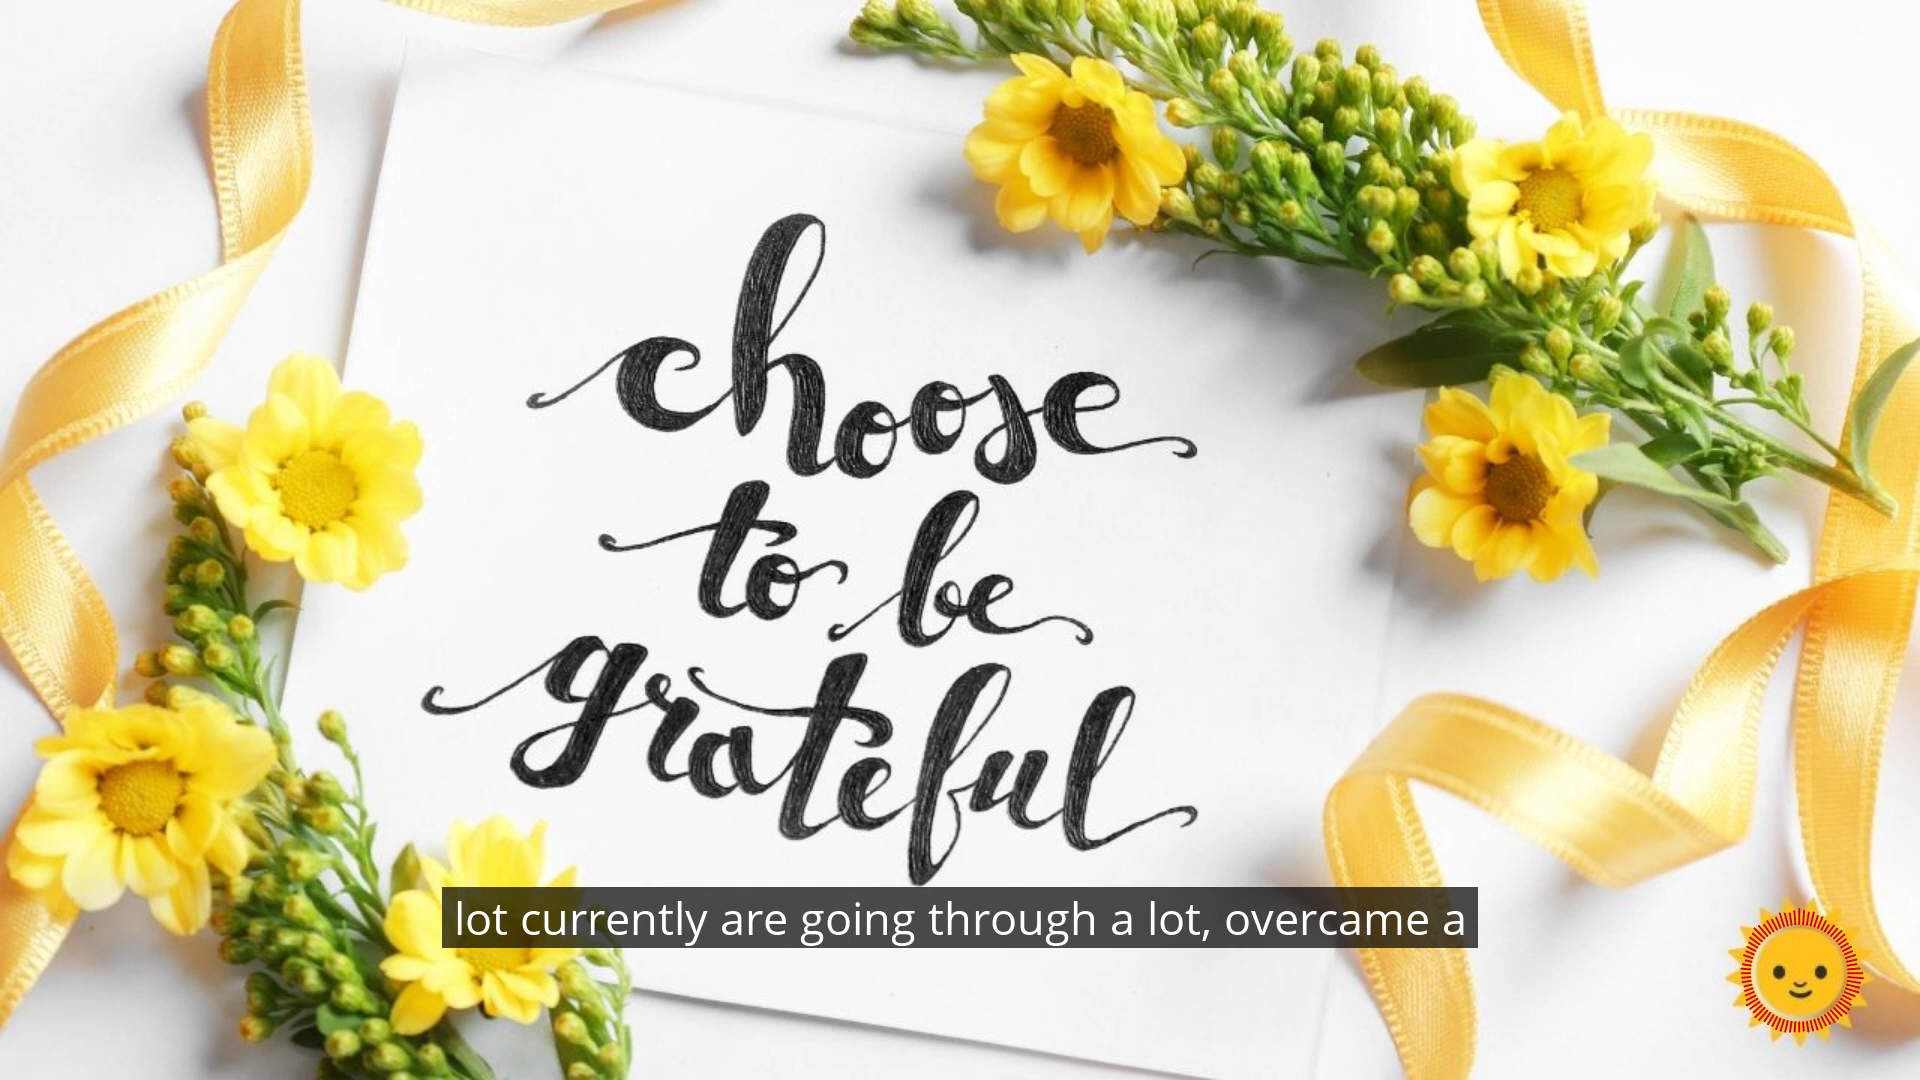 choose
to be
grateful
lot currently are going through a lot, overcame a